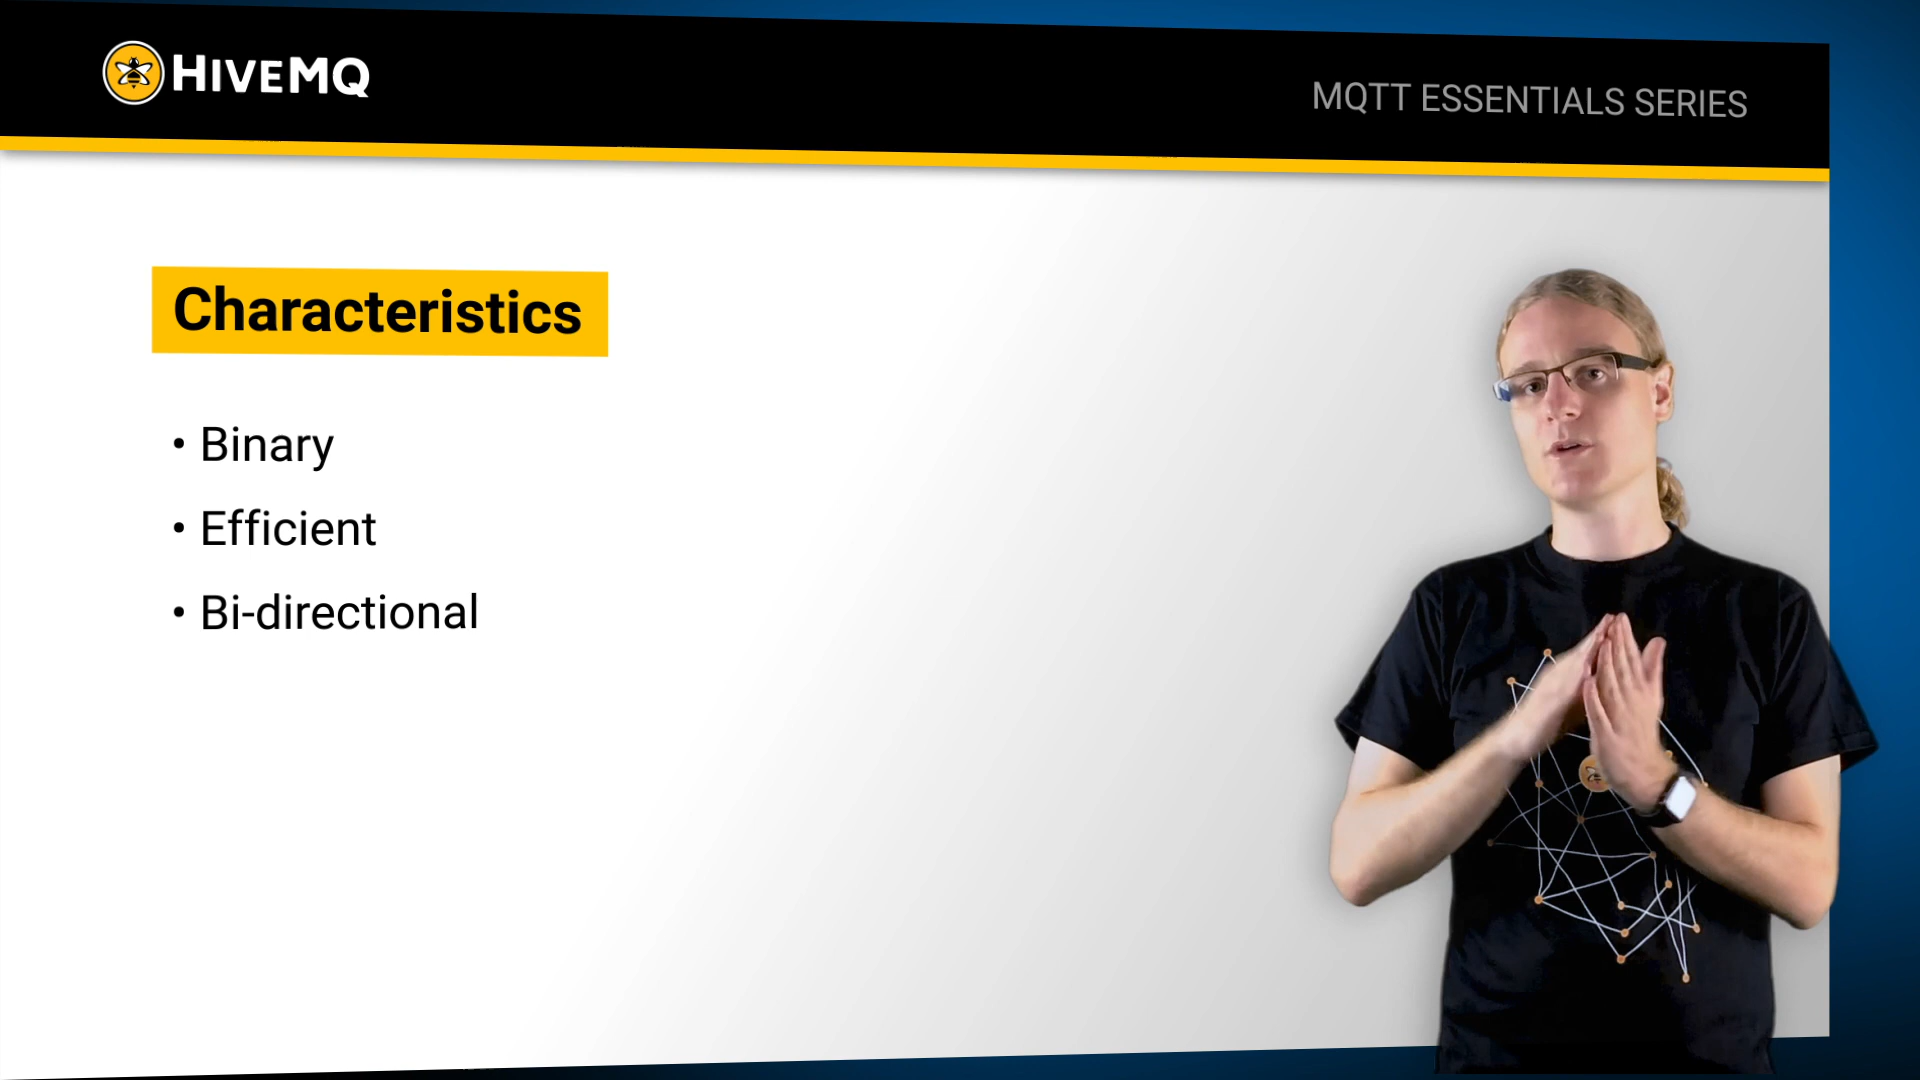 HIVEMQ
MQTT ESSENTIALS SERIES
Characteristics
• Binary
• Efficient
• Bi-directional